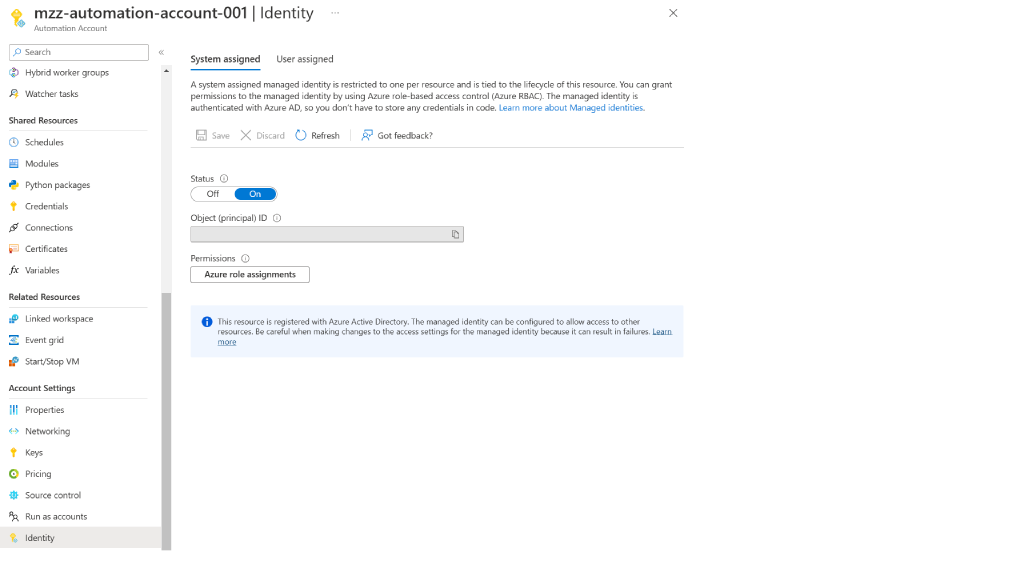 mzz-automation-account-001 | Identity ...
Automation Account
Search
Hybrid worker groups
Watcher tasks
Shared Resources
Schedules
Modules
Python packages
Credentials
Connections
Certificates
fx Variables
Related Resources
Linked workspace
Event grid
Start/Stop VM
Account Settings
Properties
Networking
Keys
Pricing
Source control
Run as accounts
Identity
System assigned User assigned
A system assigned managed identity is restricted to one per resource and is tied to the lifecycle of this resource. You can grant
permissions to the managed identity by using Azure role-based access control (Azure RBAC). The managed identity is
authenticated with Azure AD, so you don't have to store any credentials in code. Learn more about Managed identities.
Save Discard Refresh Got feedback?
Status
Off On
Object (principal) ID
Permissions
Azure role assignments
This resource is registered with Azure Active Directory. The managed identity can be configured to allow access to other
resources. Be careful when making changes to the access settings for the managed identity because it can result in failures. Learn
more